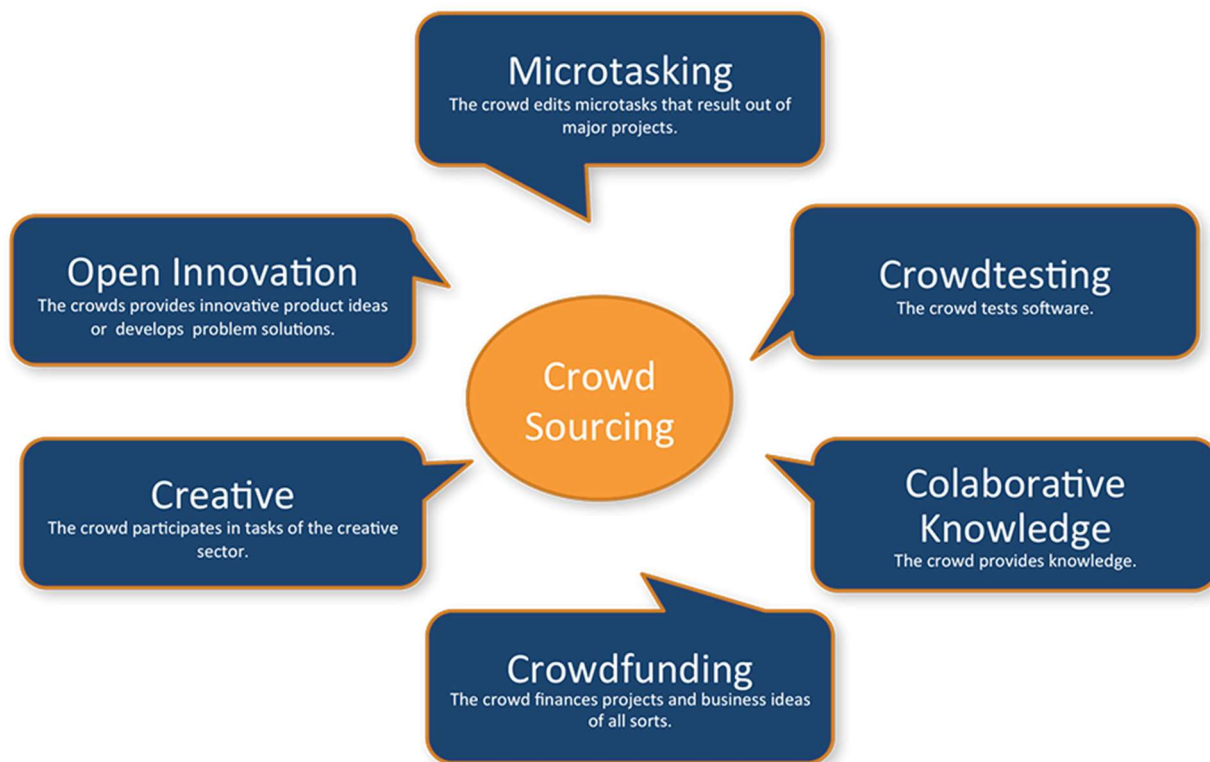 Microtasking
The crowd edits microtasks that result out of
major projects.
Open Innovation
The crowds provides innovative product ideas
or develops problem solutions.
Crowdtesting
The crowd tests software.
Crowd
Sourcing
Creative
The crowd participates in tasks of the creative
sector.
Colaborative
Knowledge
The crowd provides knowledge.
Crowdfunding
The crowd finances projects and business ideas
of all sorts.